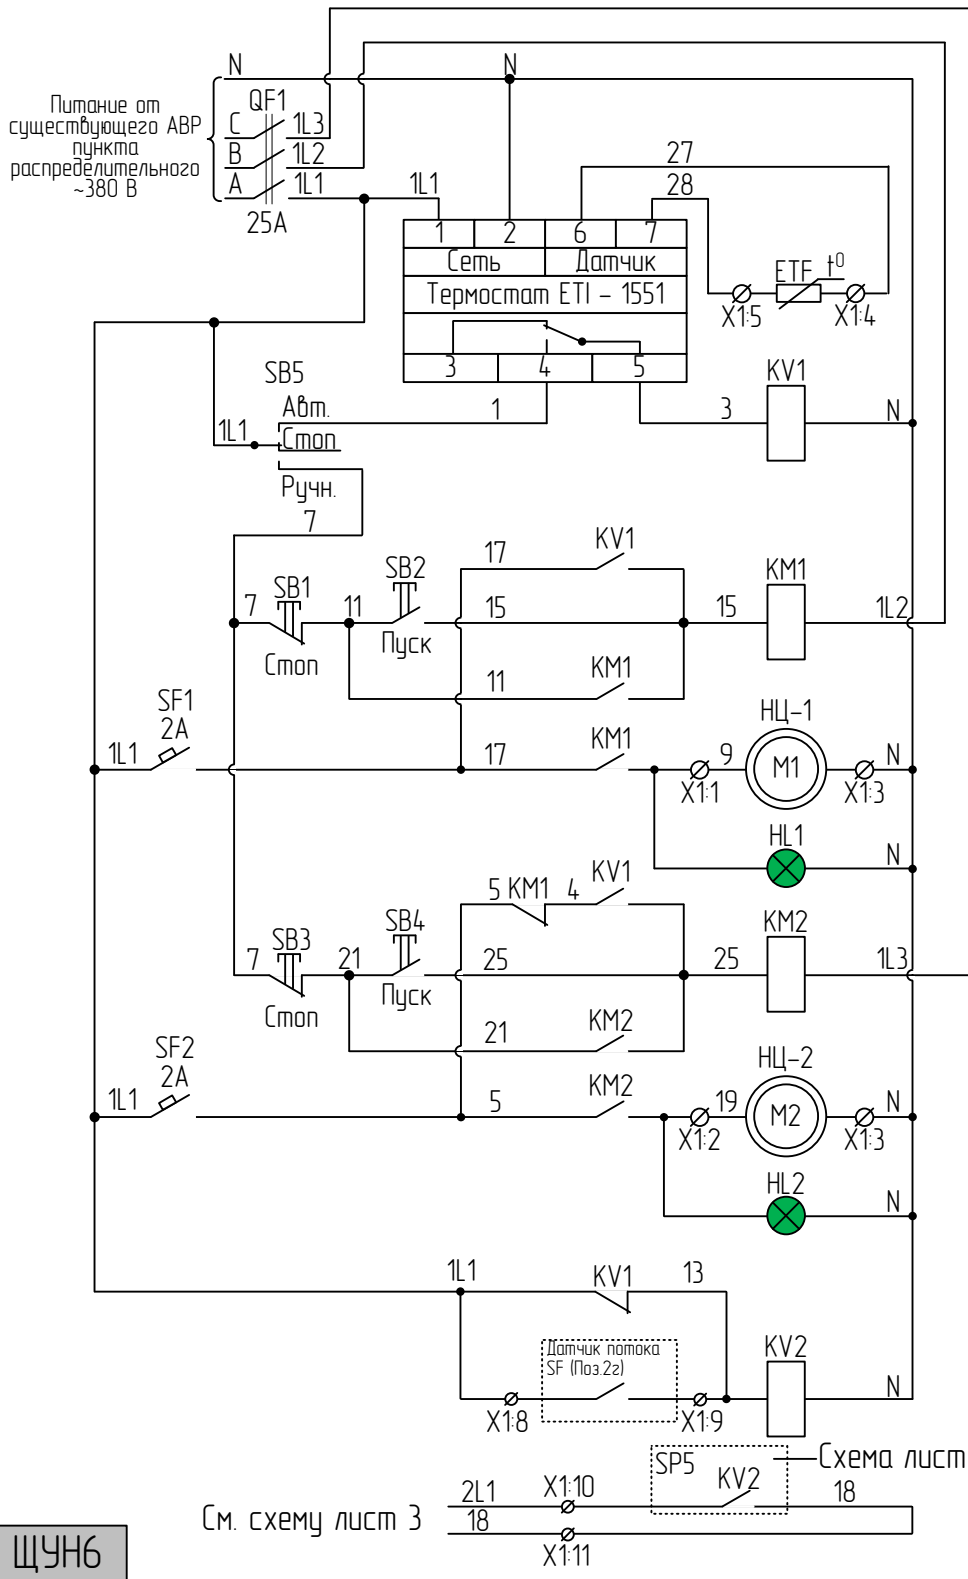 N
N
Питание от
существующего АВР
пункта
распределительного
~380 В
QF1
C
1L3
B
1L2
A
1L1
1L1
25А
27
28
1
2
6
7
Сеть
Датчик
Термостат ETI - 1551
ETF
t⁰
X1:5
X1:4
3
4
5
SB5
Авт.
1
1L1
Стоп
Ручн.
7
3
KV1
N
17
KV1
7
SB1
11
SB2
15
15
KM1
1L2
Стоп
Пуск
11
KM1
SF1
2А
1L1
17
KM1
9
НЦ-1
M1
N
X1:1
X1:3
HL1
N
5
KM1
4
KV1
7
SB3
21
SB4
25
25
KM2
1L3
Стоп
Пуск
21
KM2
SF2
2А
1L1
5
KM2
19
НЦ-2
M2
N
X1:2
X1:3
HL2
N
1L1
KV1
13
Датчик потока
SF (Поз.2г)
KV2
N
X1:8
X1:9
SP5
Схема лист
См. схему лист 3
2L1
X1:10
KV2
18
18
X1:11
ЩУН6